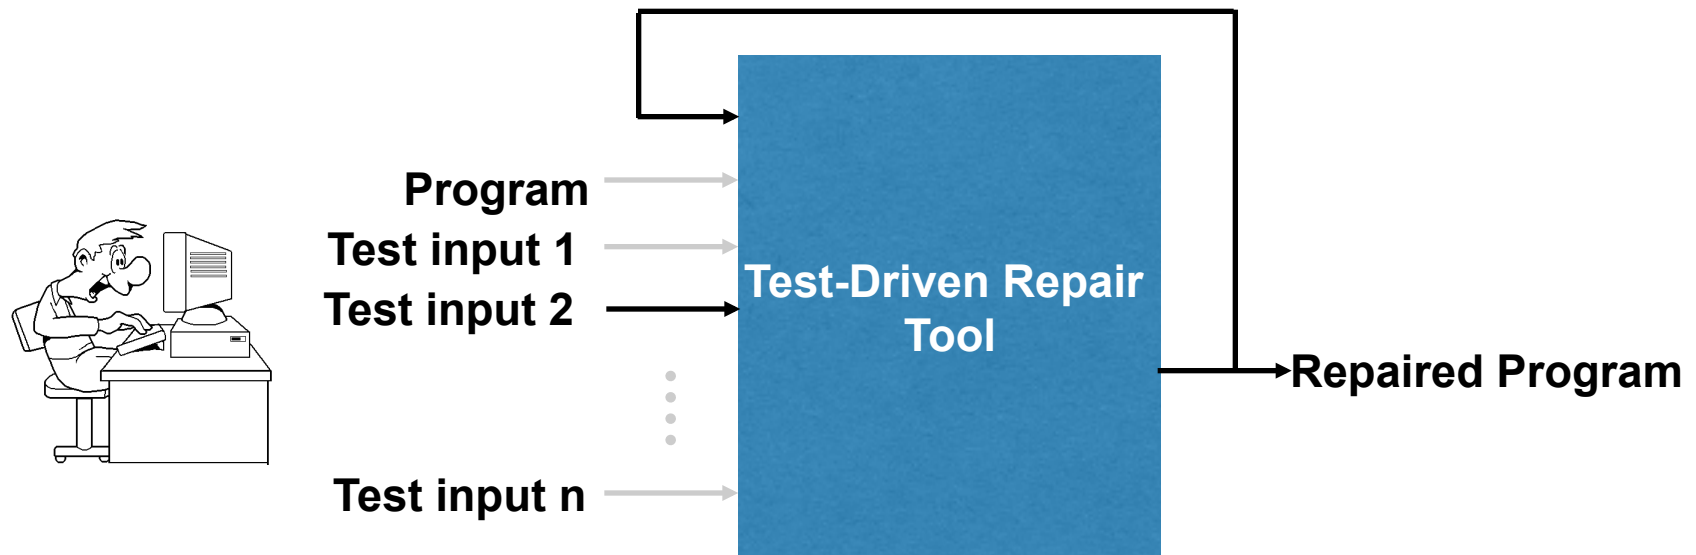 Program
Test input 1
Test input 2
Test input n
Test-Driven Repair
Tool
Repaired Program